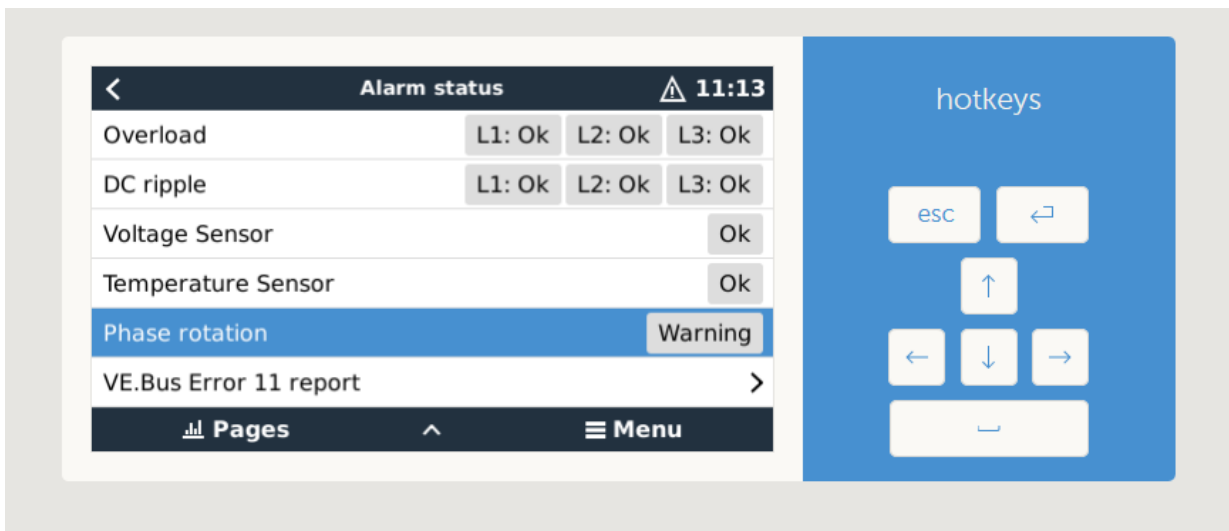 Alarm status 11:13
Overload L1: Ok L2: Ok L3: Ok
DC ripple L1: Ok L2: Ok L3: Ok
Voltage Sensor Ok
Temperature Sensor Ok
Phase rotation Warning
VE.Bus Error 11 report
Pages Menu
hotkeys
esc